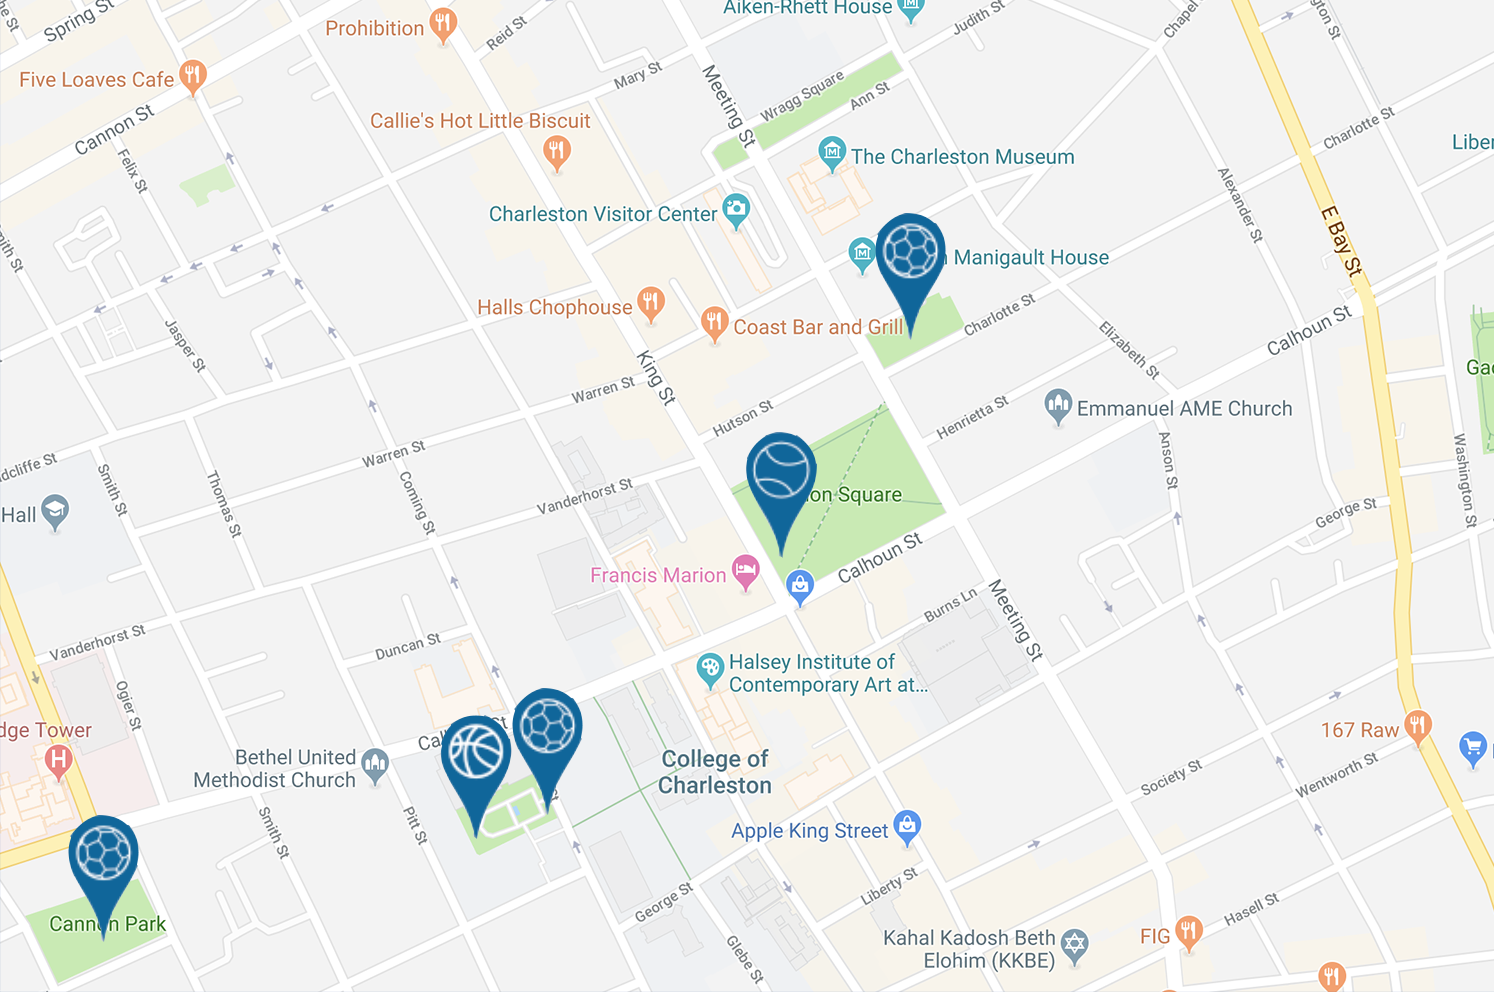 Aiken-Rhett House
Spring St
Prohibition
Reid St
Judith St
Chapel
Five Loaves Cafe
Mary St
Meeting St
Wragg Square
Ann St
Cannon St
Callie's Hot Little Biscuit
Charlotte St
Liber
Felix St
The Charleston Museum
Charleston Visitor Center
Alexander St
E Bay St
Manigault House
Halls Chophouse
Coast Bar and Grill
Charlotte St
Calhoun St
Jasper St
King St
Elizabeth St
Warren St
Hutson St
Henrietta St
Emmanuel AME Church
Warren St
Smith St
Thomas St
Coming St
Vanderhorst St
on Square
Anson St
Washington St
Hall
George St
Francis Marion
Calhoun St
Burns Ln
Meeting St
Vanderhorst St
Duncan St
Ogier St
Halsey Institute of
Contemporary Art at...
dge Tower
167 Raw
Bethel United
Methodist Church
College of
Charleston
Society St
Wentworth St
Smith St
Pitt St
Apple King Street
Liberty St
George St
Hasell St
Cannon Park
Glebe St
Kahal Kadosh Beth
Elohim (KKBE)
FIG